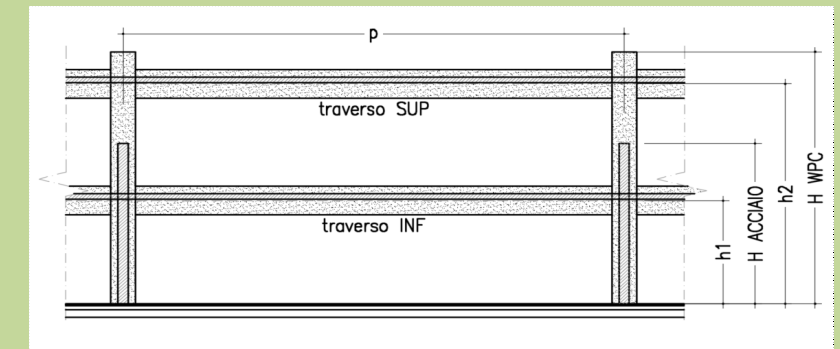 p
traverso SUP
traverso INF
h1
H ACCIAIO
h2
H WPC